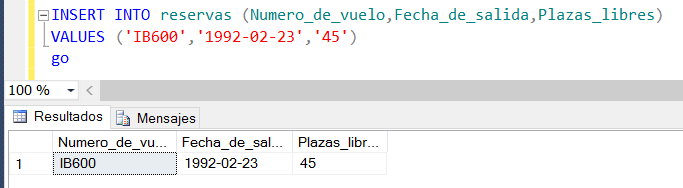 INSERT INTO reservas (Numero_de_vuelo,Fecha_de_salida,Plazas_libres)
VALUES ('IB600','1992-02-23','45')
go
100 %
Resultados Mensajes
Numero_de_vu... Fecha_de_sal... Plazas_libr...
1 IB600 1992-02-23 45